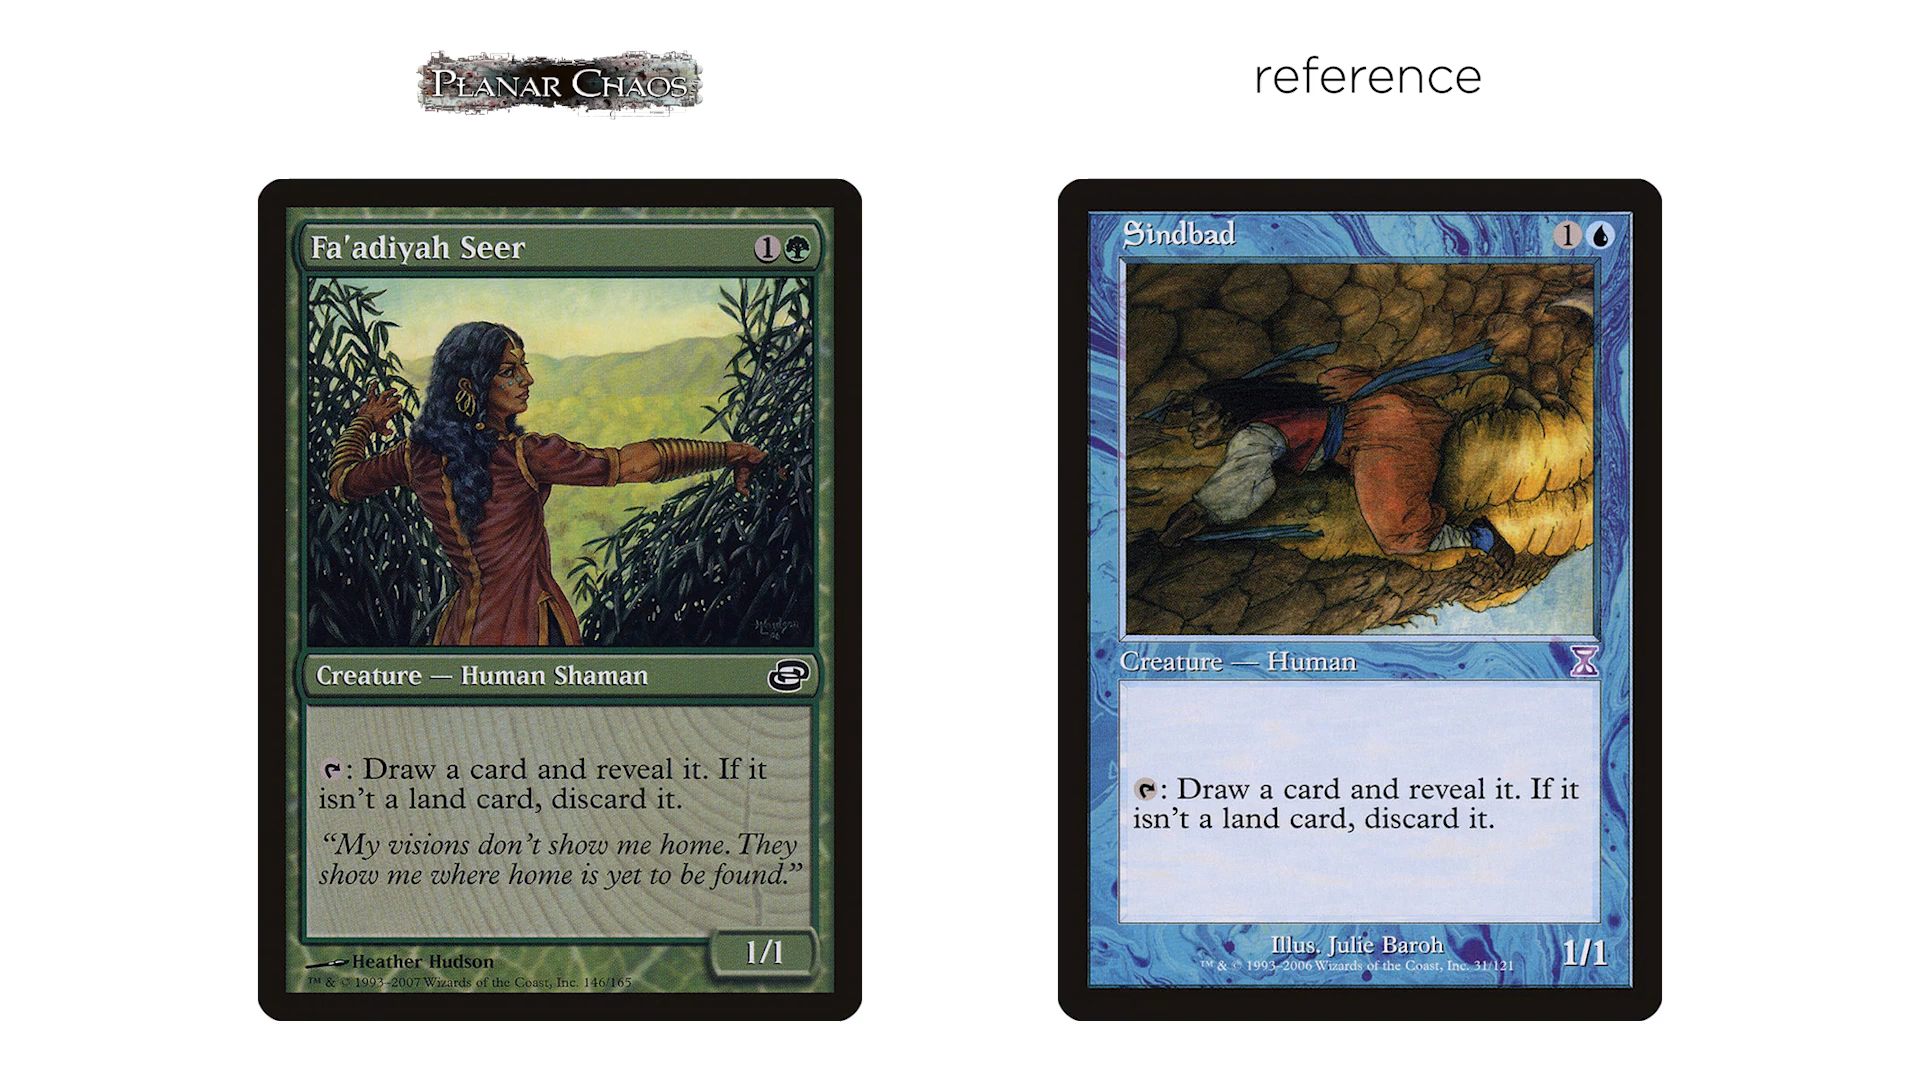 PLANAR CHAOS
reference
Fa'adiyah Seer
1
Creature — Human Shaman
: Draw a card and reveal it. If it
isn't a land card, discard it.
“My visions don't show me home. They
show me where home is yet to be found.”
1/1
Heather Hudson
™ & © 1993–2007 Wizards of the Coast, Inc. 146/165
Sindbad
1
Creature — Human
: Draw a card and reveal it. If it
isn't a land card, discard it.
Illus. Julie Baroh
™ & © 1993–2006 Wizards of the Coast, Inc. 31/121
1/1